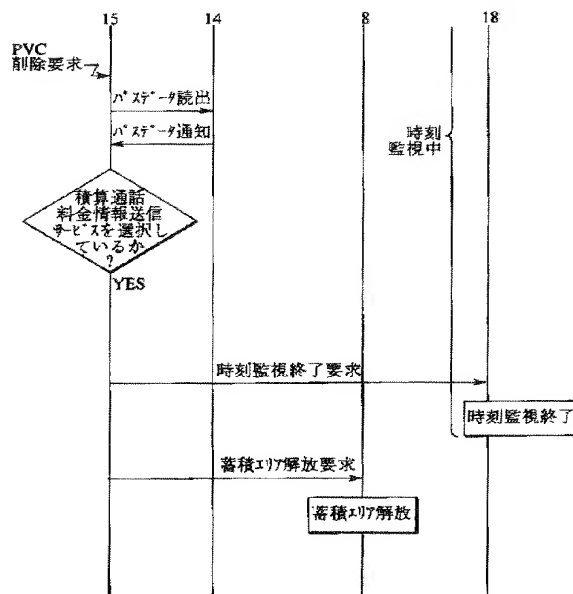 15 14 8 18
PVC
削除要求
パスデータ読出
パスデータ通知
時刻
監視中
積算通話
料金情報送信
サービスを選択し
ているか
?
YES
時刻監視終了要求
時刻監視終了
蓄積エリア解放要求
蓄積エリア解放